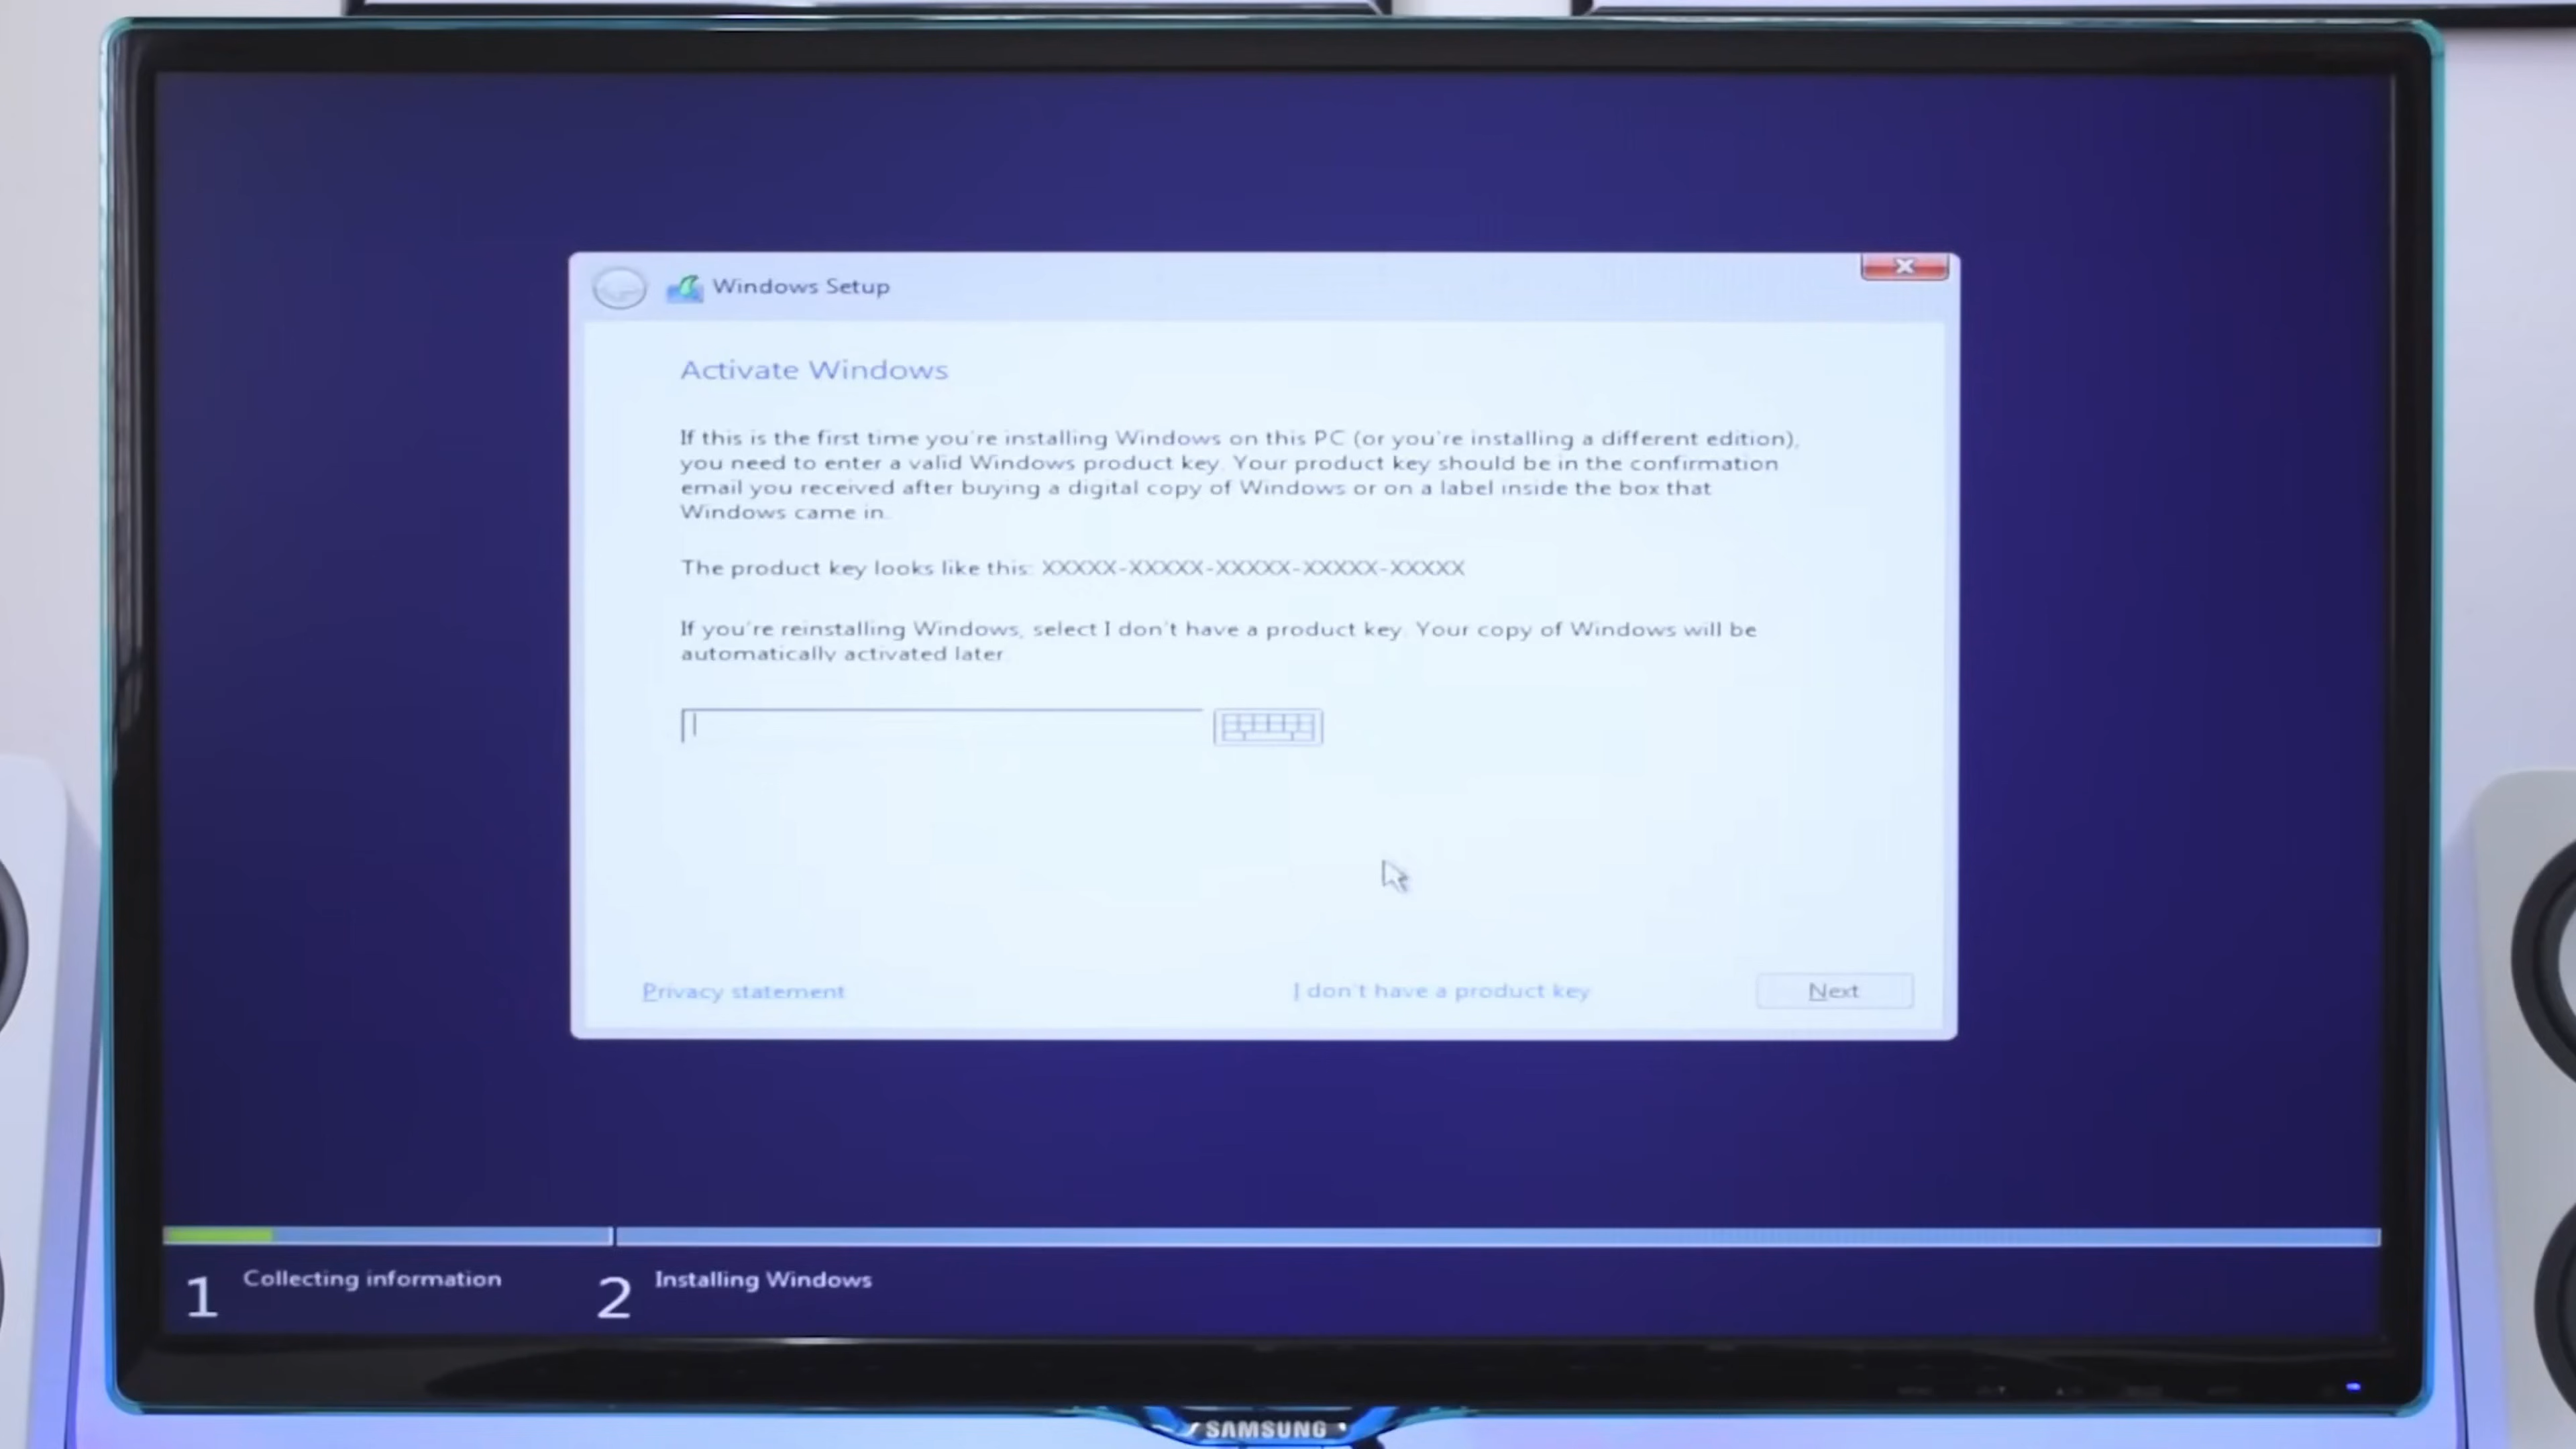 Windows Setup
Activate Windows
If this is the first time you're installing Windows on this PC (or you're installing a different edition),
you need to enter a valid Windows product key. Your product key should be in the confirmation
email you received after buying a digital copy of Windows or on a label inside the box that
Windows came in.
The product key looks like this: XXXXX-XXXXX-XXXXX-XXXXX-XXXXX
If you're reinstalling Windows, select I don't have a product key. Your copy of Windows will be
automatically activated later.
Privacy statement
I don't have a product key
Next
1 Collecting information
2 Installing Windows
SAMSUNG